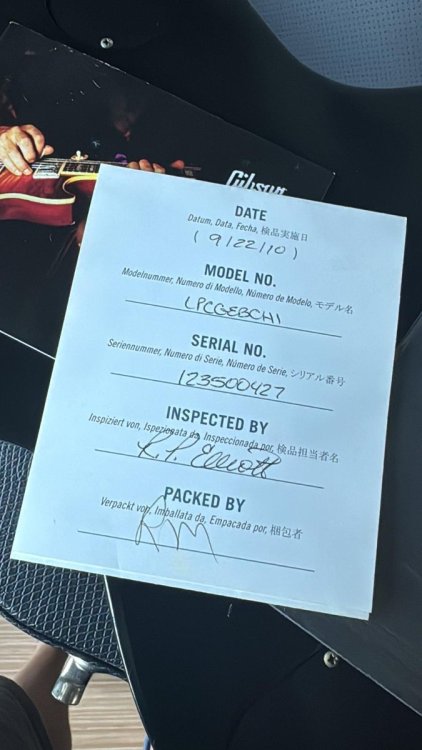 Gibson
DATE
Datum, Data, Fecha, 検品実施日
(9/22/10)
MODEL NO.
Modelnummer, Numero di Modello, Número de Modelo, モデル名
LPCGEBCH1
SERIAL NO.
Seriennummer, Numero di Serie, Número de Serie, シリアル番号
123500427
INSPECTED BY
Inspiziert von, Ispezionata da, Inspeccionada por, 検品担当者名
R.P. Elliott
PACKED BY
Verpackt von, Imballata da, Empacada por, 梱包者
RM